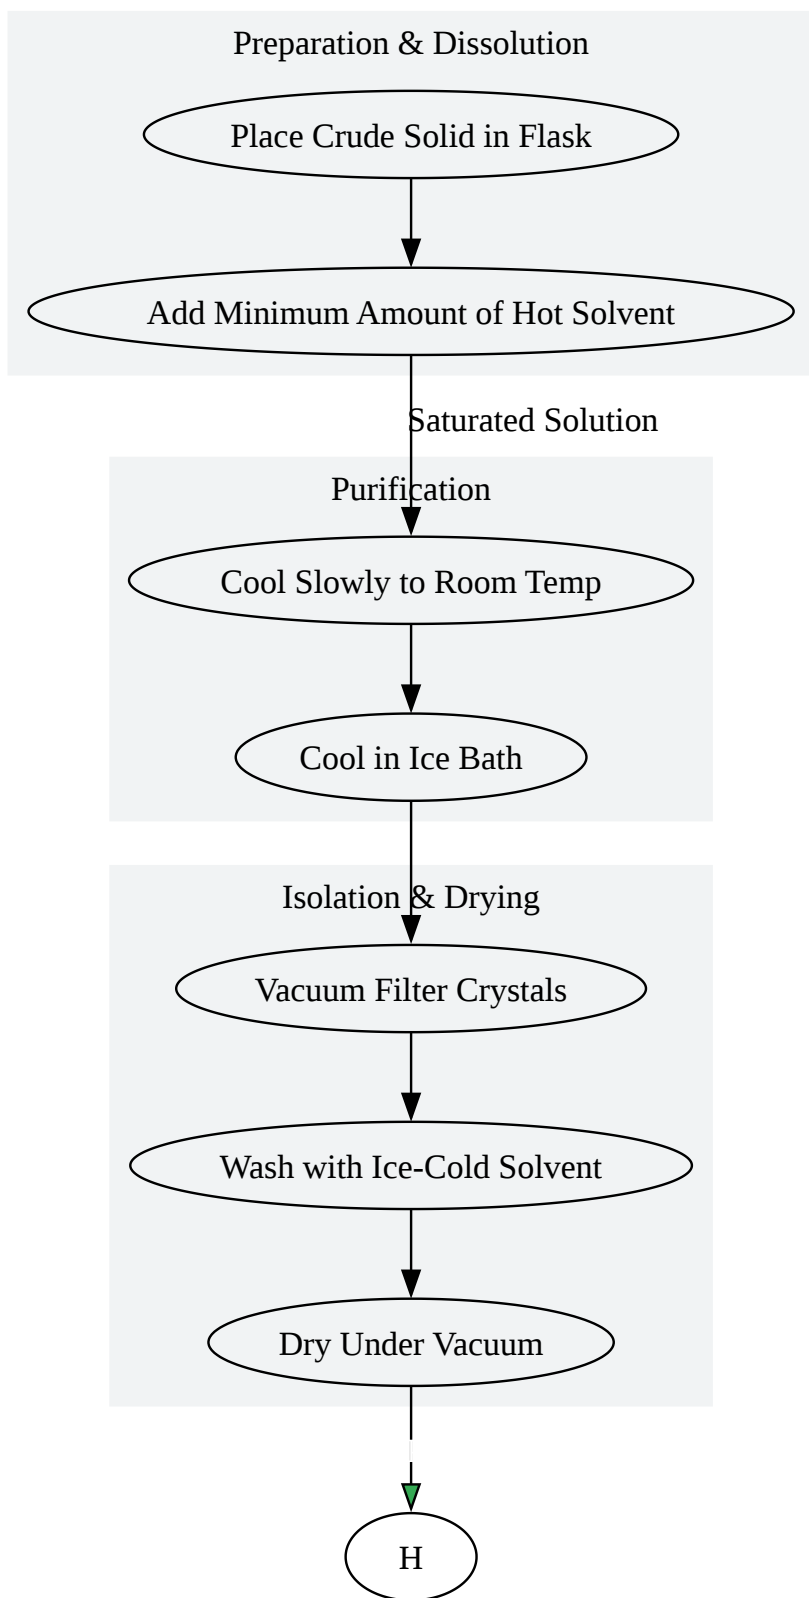 Preparation & Dissolution
Place Crude Solid in Flask
Add Minimum Amount of Hot Solvent
Saturated Solution
Purification
Cool Slowly to Room Temp
Cool in Ice Bath
Isolation & Drying
Vacuum Filter Crystals
Wash with Ice-Cold Solvent
Dry Under Vacuum
H